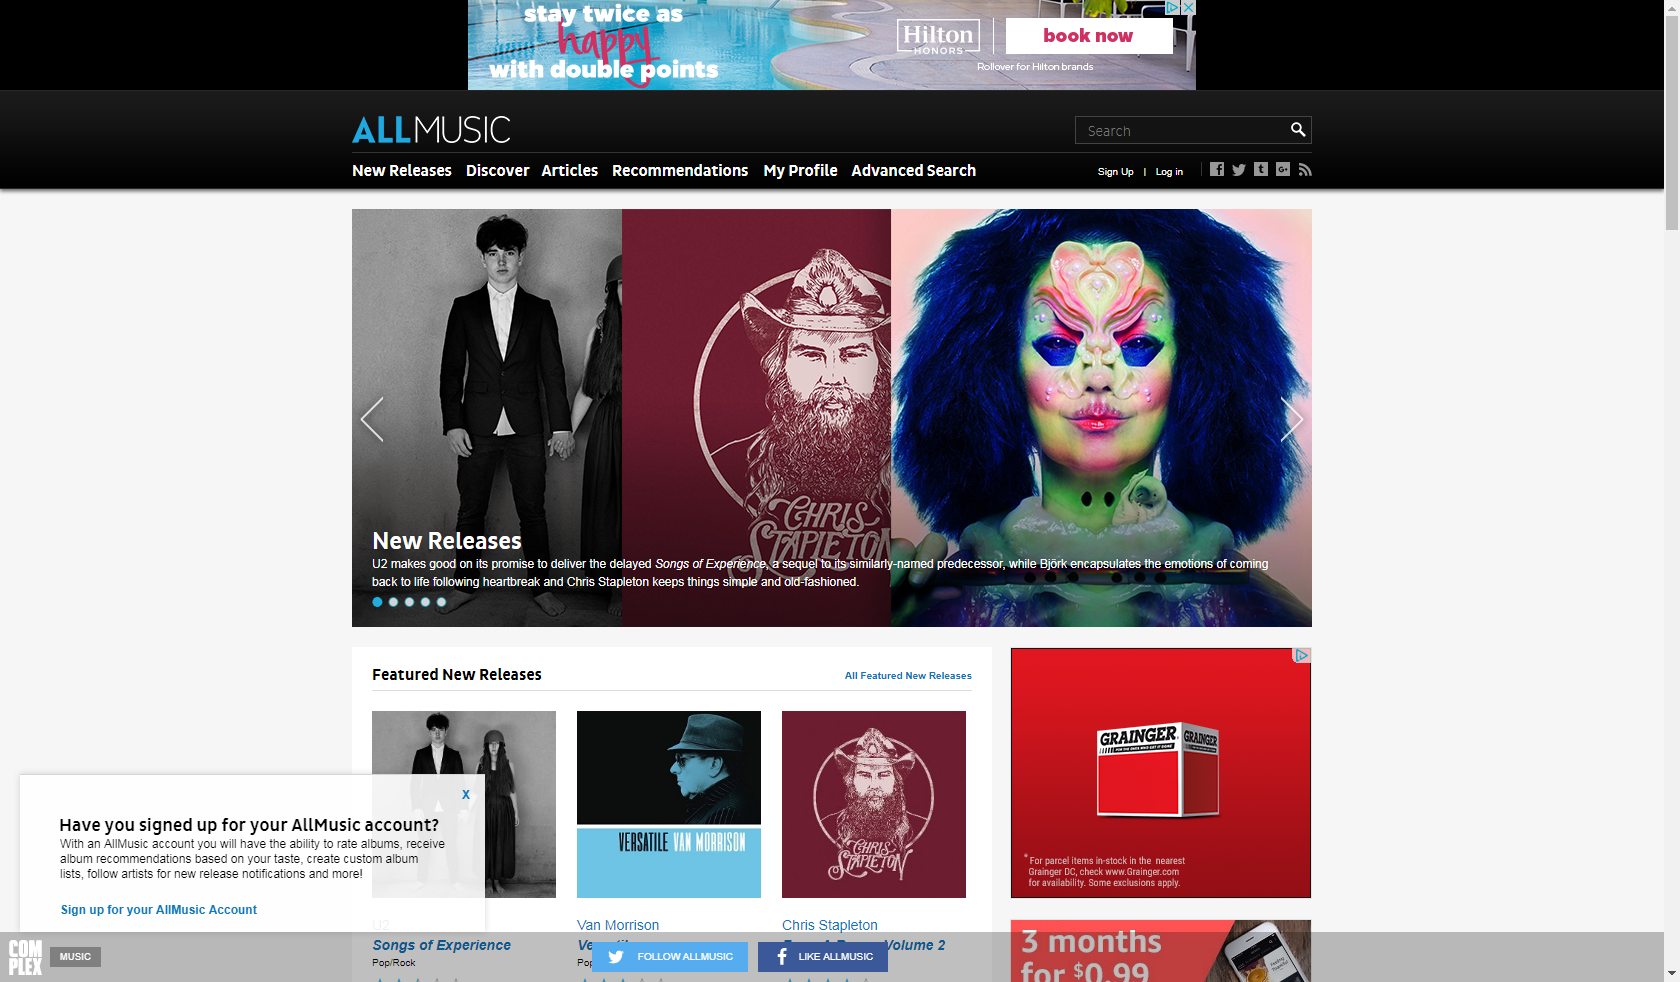 stay twice as
happy
with double points
Hilton
HONORS
book now
Rollover for Hilton brands
ALLMUSIC
Search
New Releases Discover Articles Recommendations My Profile Advanced Search
Sign Up | Log in
CHRIS
STAPLETON
New Releases
U2 makes good on its promise to deliver the delayed Songs of Experience, a sequel to its similarly-named predecessor, while Björk encapsulates the emotions of coming
back to life following heartbreak and Chris Stapleton keeps things simple and old-fashioned.
Featured New Releases
All Featured New Releases
VERSATILE VAN MORRISON
CHRIS
STAPLETON
GRAINGER
FOR THE ONES WHO GET IT DONE
GRAINGER
* For parcel items in-stock in the nearest
Grainger DC, check www.Grainger.com
for availability. Some exclusions apply.
X
Have you signed up for your AllMusic account?
With an AllMusic account you will have the ability to rate albums, receive
album recommendations based on your taste, create custom album
lists, follow artists for new release notifications and more!
Sign up for your AllMusic Account
U2
Songs of Experience
Pop/Rock
Van Morrison
Chris Stapleton
Volume 2
3 months
for $0.99
COMPLEX
MUSIC
FOLLOW ALLMUSIC
LIKE ALLMUSIC